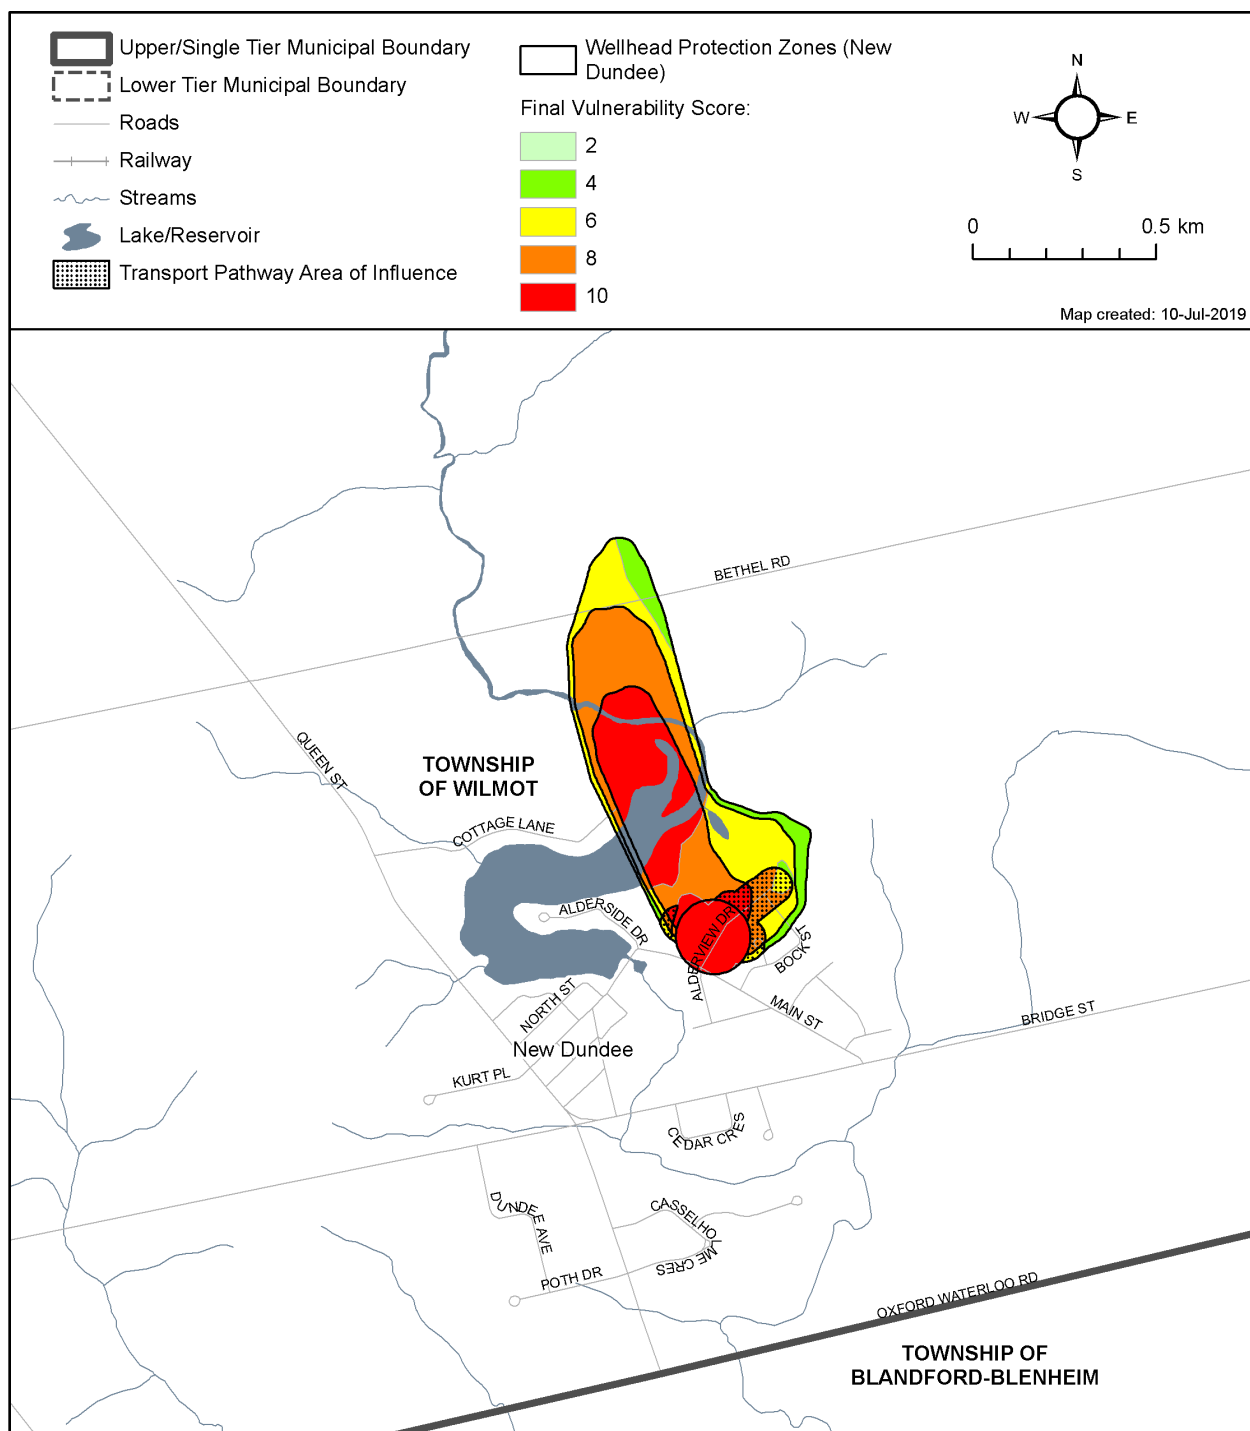 Upper/Single Tier Municipal Boundary
Lower Tier Municipal Boundary
Roads
Railway
Streams
Lake/Reservoir
Transport Pathway Area of Influence
Wellhead Protection Zones (New
Dundee)
Final Vulnerability Score:
2
4
6
8
10
N
W
E
S
0
0.5 km
Map created: 10-Jul-2019
BETHEL RD
QUEEN ST
TOWNSHIP
OF WILMOT
COTTAGE LANE
ALDERSIDE DR
ALDERVIEW DR
BOCK ST
NORTH ST
MAIN ST
BRIDGE ST
New Dundee
KURT PL
CEDAR CRES
DUNDEE AVE
CASSELHOLME CRES
POTH DR
OXFORD WATERLOO RD
TOWNSHIP OF
BLANDFORD-BLENHEIM